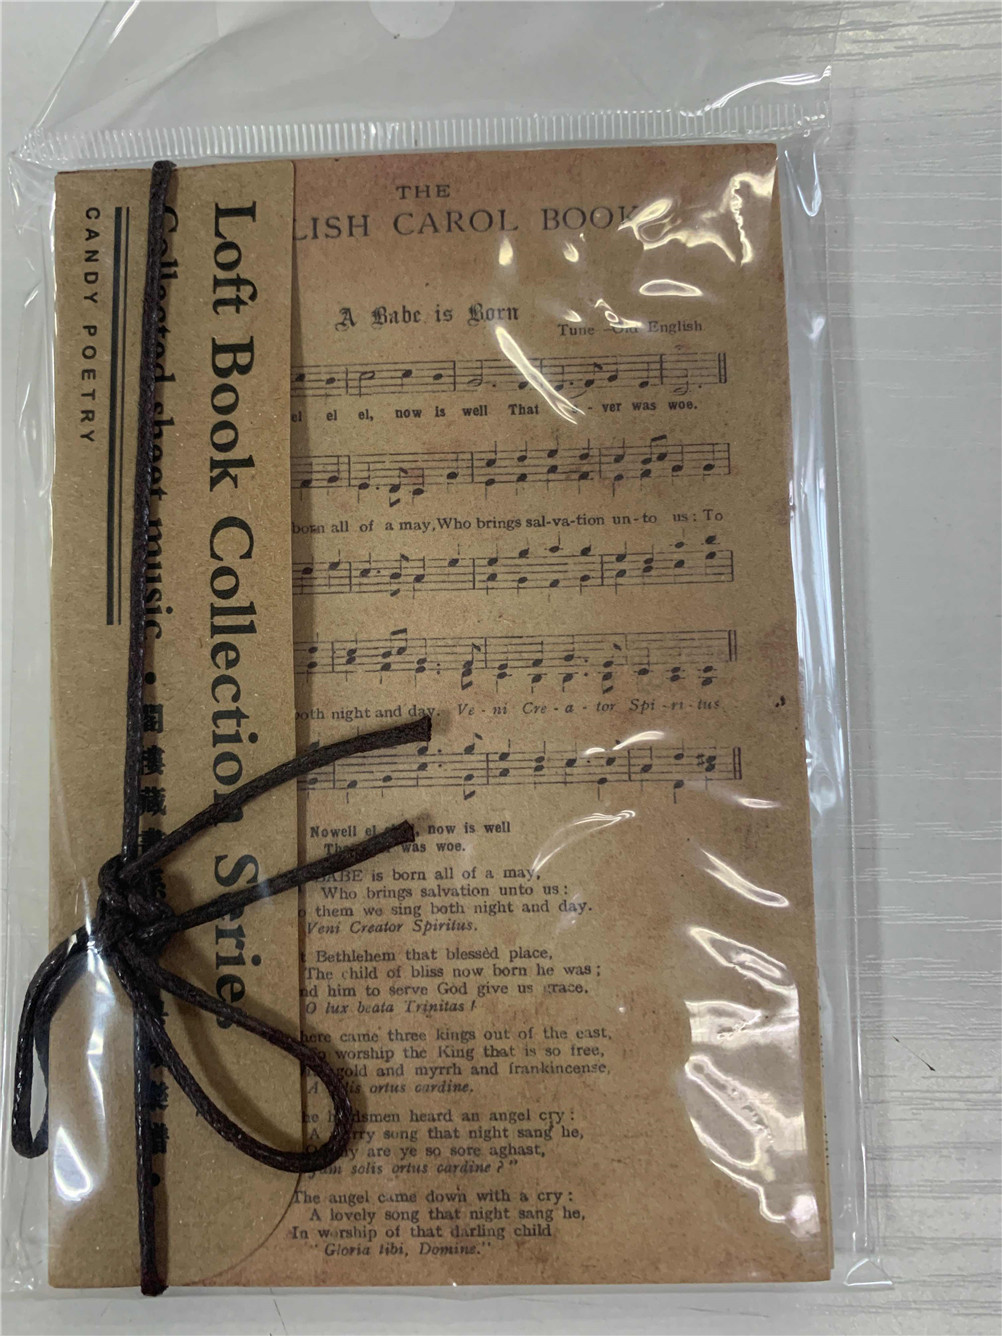 Loft Book Collection Series
Collected sheet music •
CANDY POETRY
THE
LISH CAROL BOOK
A Babe is Born
Tune Old English
el el el, now is well That - ver was woe.
born all of a may, Who brings sal-va-tion un-to us: To
both night and day. Ve - ni Cre - a - tor Spi - ri - tus
Nowell el now is well
was woe.
BABE is born all of a may,
Who brings salvation unto us:
them we sing both night and day.
Veni Creator Spiritus.
Bethlehem that blessèd place,
The child of bliss now born he was;
him to serve God give us grace,
O lux beata Trinitas!
came three kings out of the east,
worship the King that is so free,
gold and myrrh and frankincense,
A ortus cardine.
heard an angel cry:
A song that night sang he,
are ye so sore aghast,
solis ortus cardine?"
The angel came down with a cry:
A lovely song that night sang he,
In worship of that darling child
"Gloria tibi, Domine."